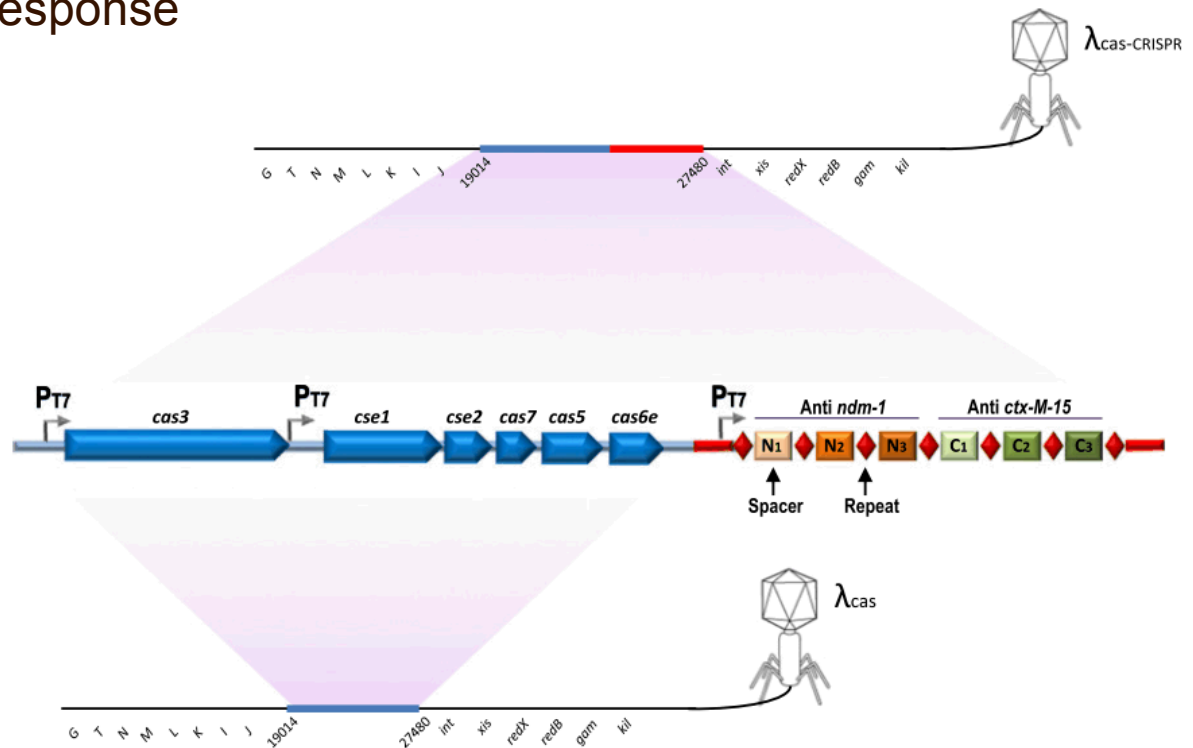 esponse
λcas-CRISPR
G T N M L K I J 19014 27480 int xis redX redB gam kil
PT7 PT7 PT7
cas3 cse1 cse2 cas7 cas5 cas6e Anti ndm-1 Anti ctx-M-15
N1 N2 N3 C1 C2 C3
Spacer Repeat
λcas
G T N M L K I J 19014 27480 int xis redX redB gam kil